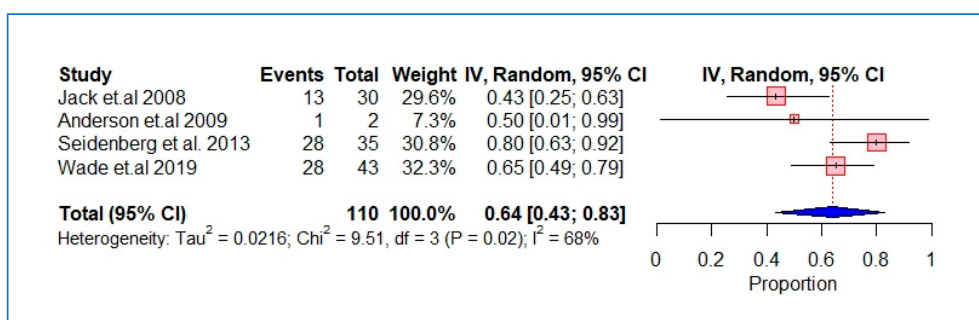 Study Events Total Weight IV, Random, 95% CI IV, Random, 95% CI
Jack et.al 2008 13 30 29.6% 0.43 [0.25; 0.63]
Anderson et.al 2009 1 2 7.3% 0.50 [0.01; 0.99]
Seidenberg et al. 2013 28 35 30.8% 0.80 [0.63; 0.92]
Wade et.al 2019 28 43 32.3% 0.65 [0.49; 0.79]
Total (95% CI) 110 100.0% 0.64 [0.43; 0.83]
Heterogeneity: Tau² = 0.0216; Chi² = 9.51, df = 3 (P = 0.02); I² = 68%
0 0.2 0.4 0.6 0.8 1
Proportion